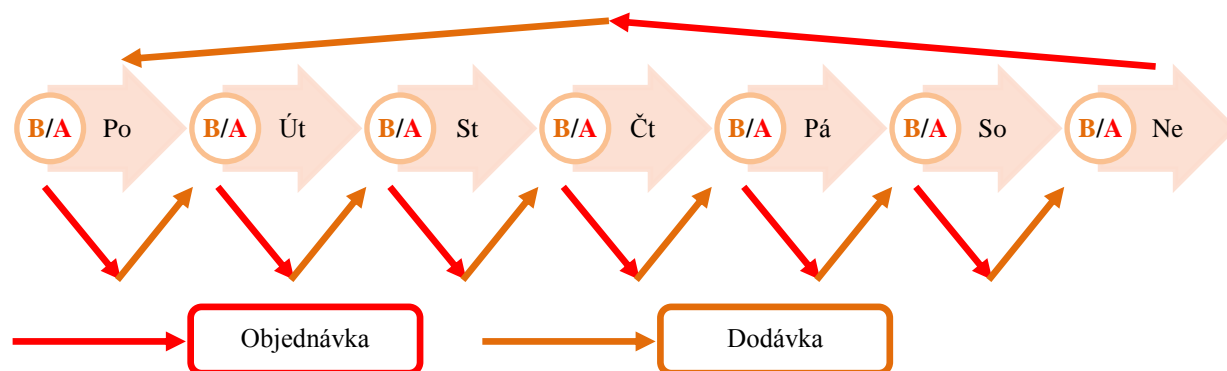 B/A Po B/A Út B/A St B/A Čt B/A Pá B/A So B/A Ne
Objednávka Dodávka